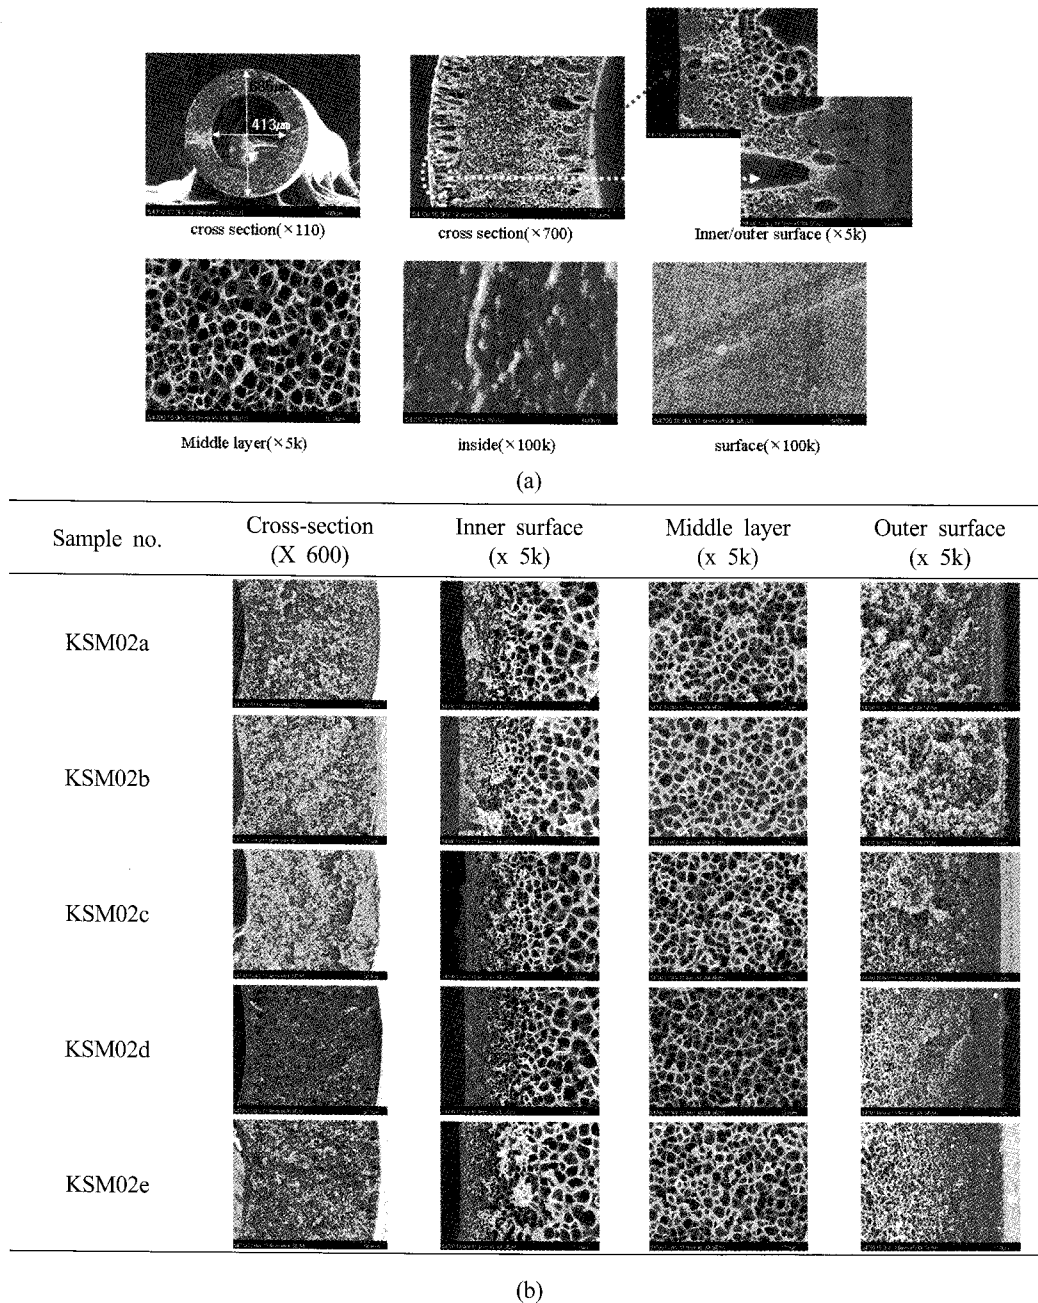 413㎛
cross section(×110)
cross section(×700)
Inner/outer surface (×5k)
Middle layer(×5k)
inside(×100k)
surface(×100k)
(a)
Sample no.
Cross-section
(X 600)
Inner surface
(x 5k)
Middle layer
(x 5k)
Outer surface
(x 5k)
KSM02a
KSM02b
KSM02c
KSM02d
KSM02e
(b)